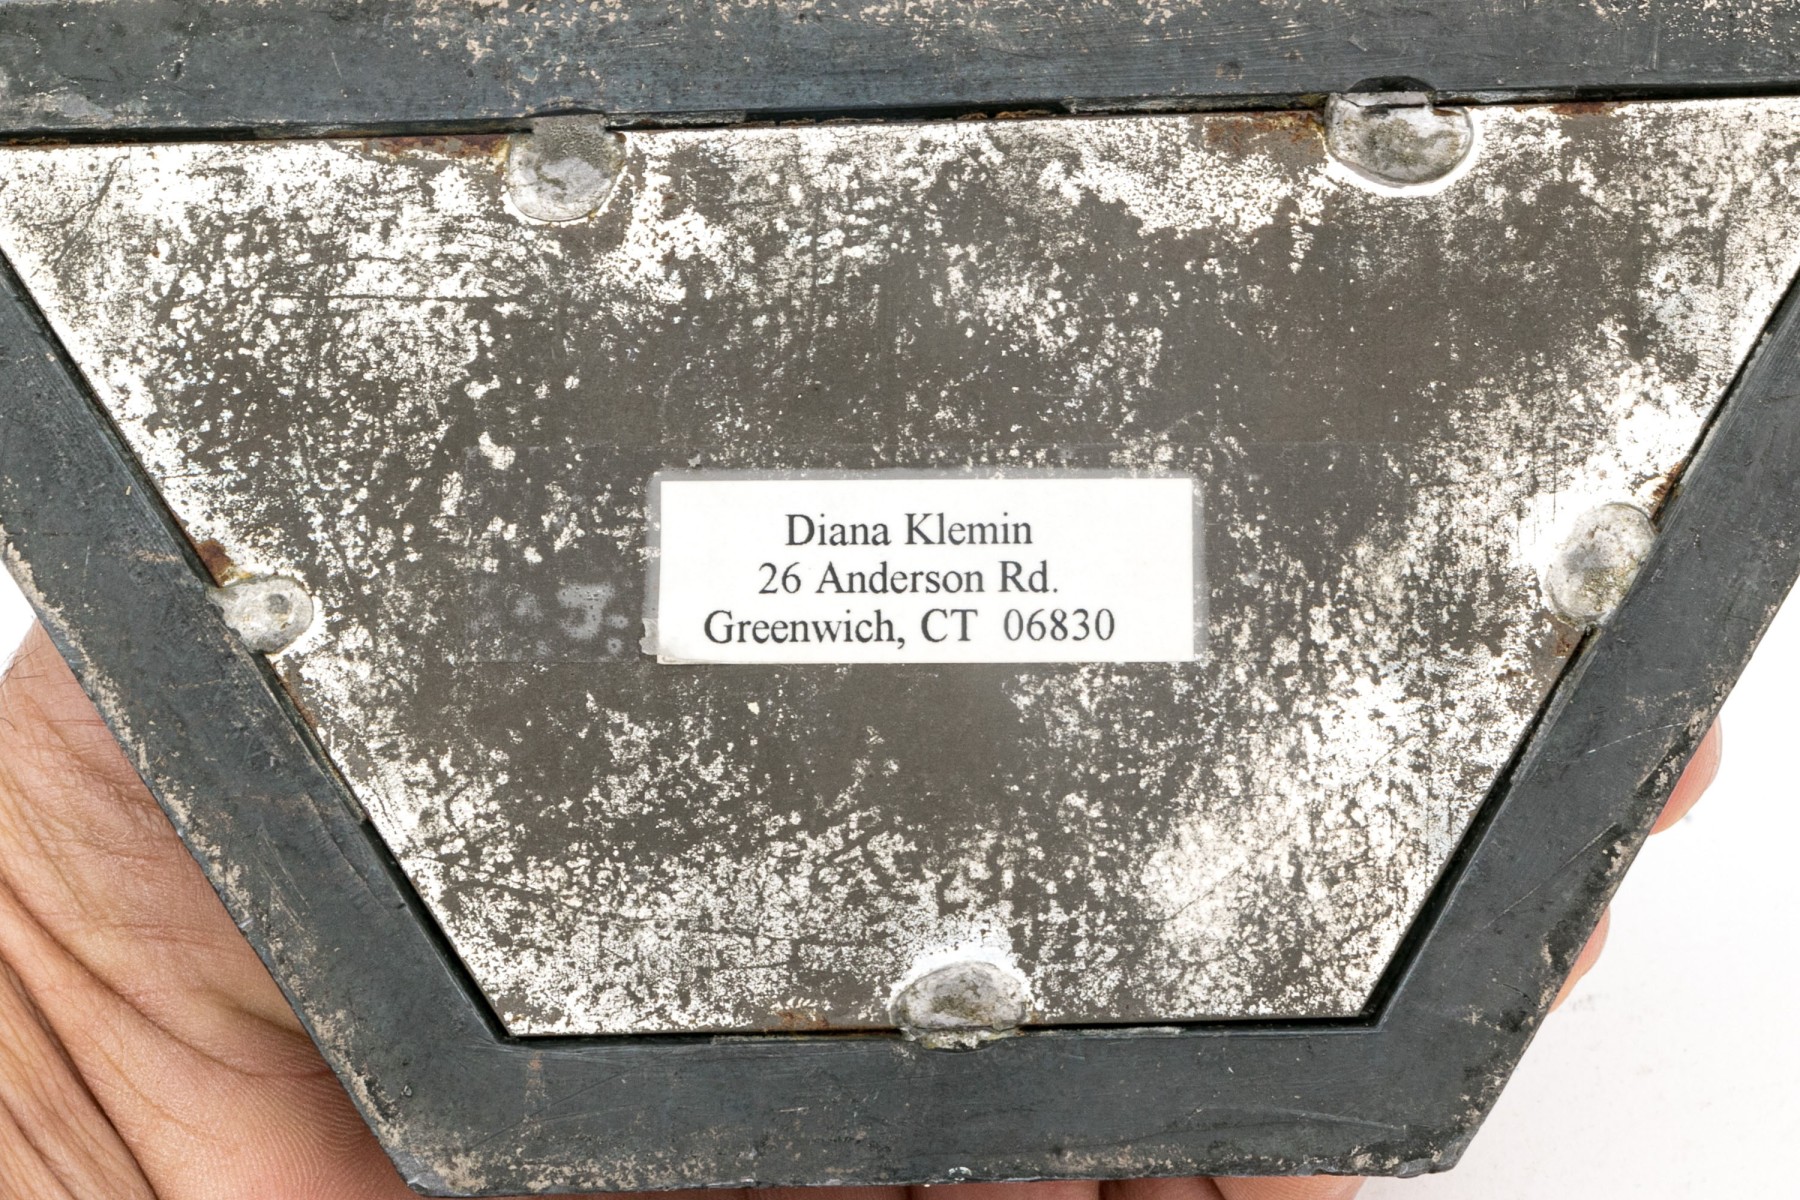 Diana Klemin
26 Anderson Rd.
Greenwich, CT 06830